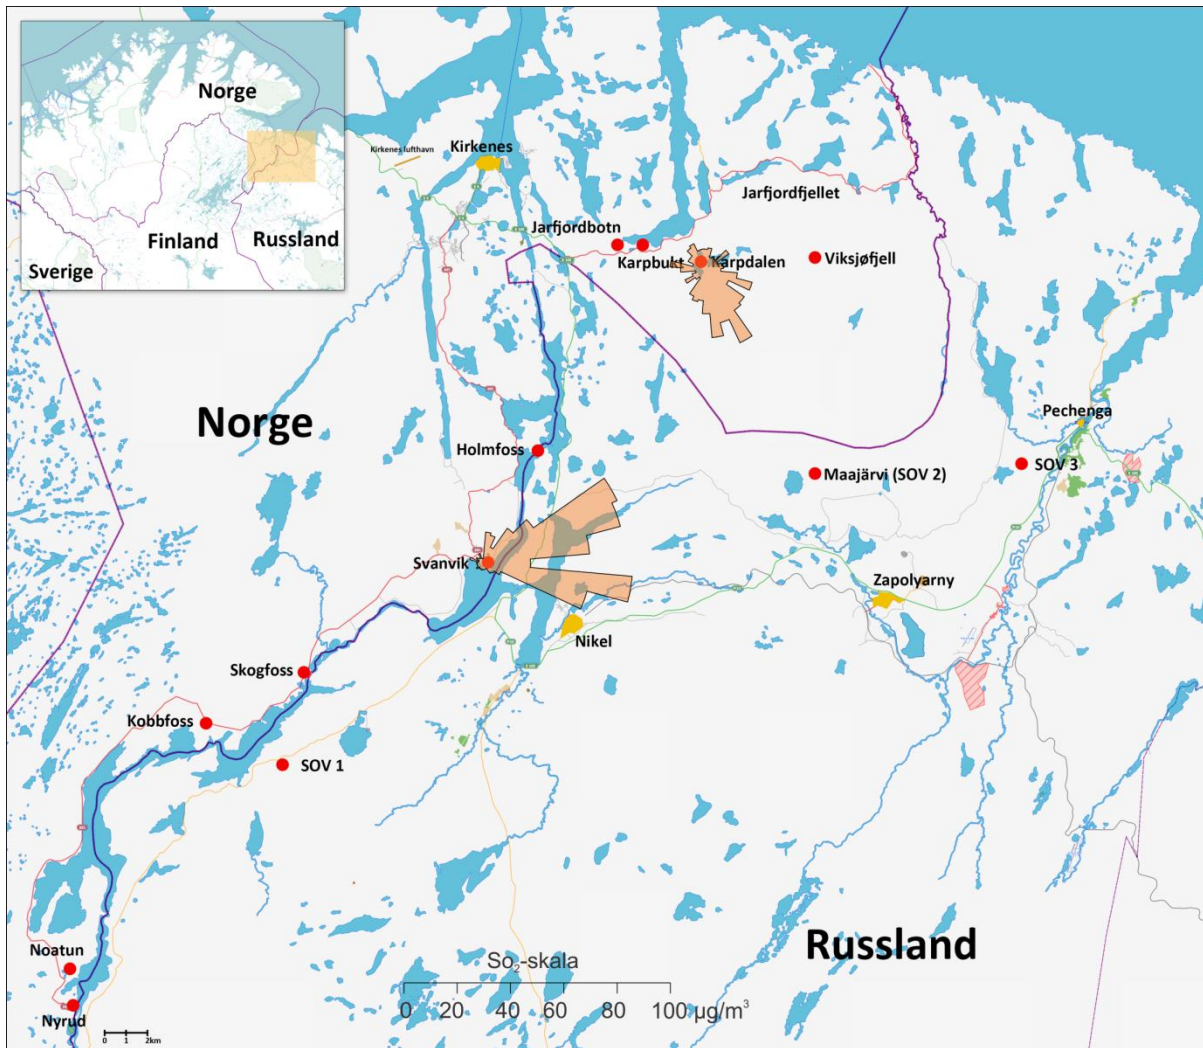 Norge
Finland
Russland
Sverige
Kirkenes
Kirkenes lufthavn
Jarfjordfjellet
Jarfjordbotn
Karpbukt
Karpdalen
Viksjøfjell
Norge
Pechenga
Holmfoss
Maajärvi (SOV 2)
SOV 3
Svanvik
Zapolyarny
Nikel
Skogfoss
Kobbfoss
SOV 1
Russland
Noatun
So₂-skala
0 20 40 60 80 100 µg/m³
Nyrud
0 1 2km